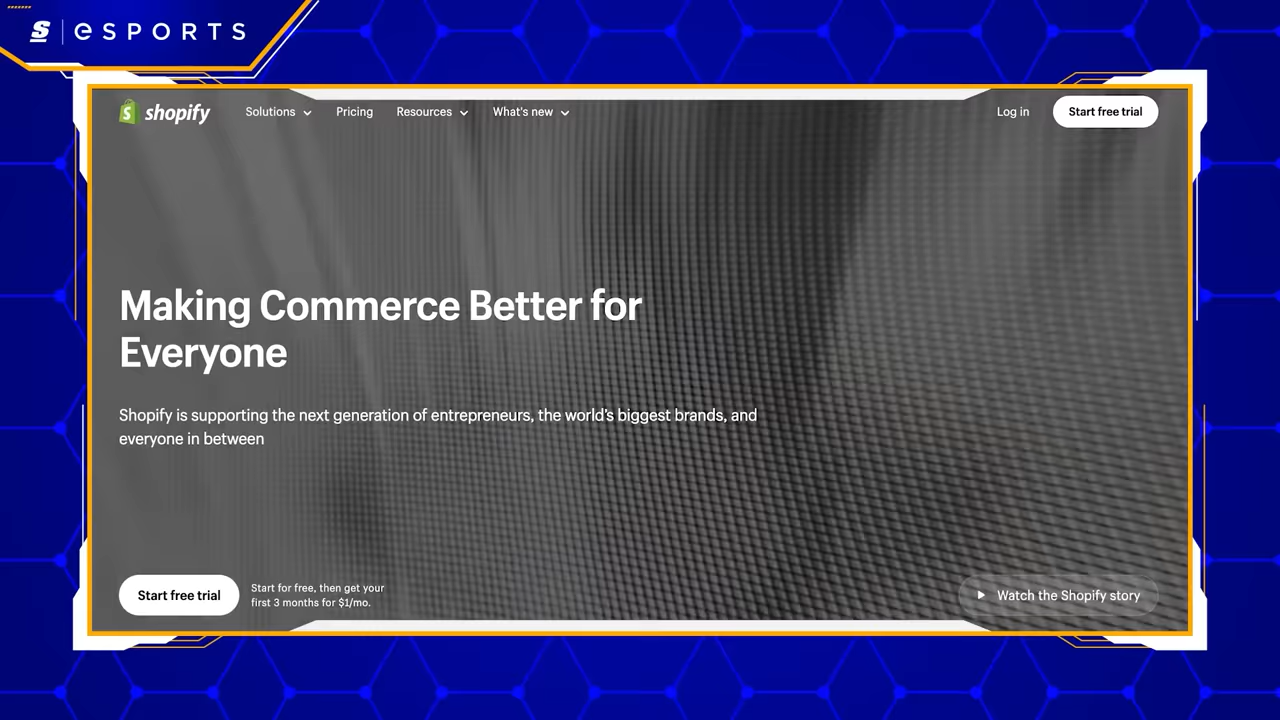 S | eSPORTS
shopify
Solutions
Pricing
Resources
What's new
Log in
Start free trial
Making Commerce Better for
Everyone
Shopify is supporting the next generation of entrepreneurs, the world's biggest brands, and
everyone in between
Start free trial
Start for free, then get your
first 3 months for $1/mo.
Watch the Shopify story